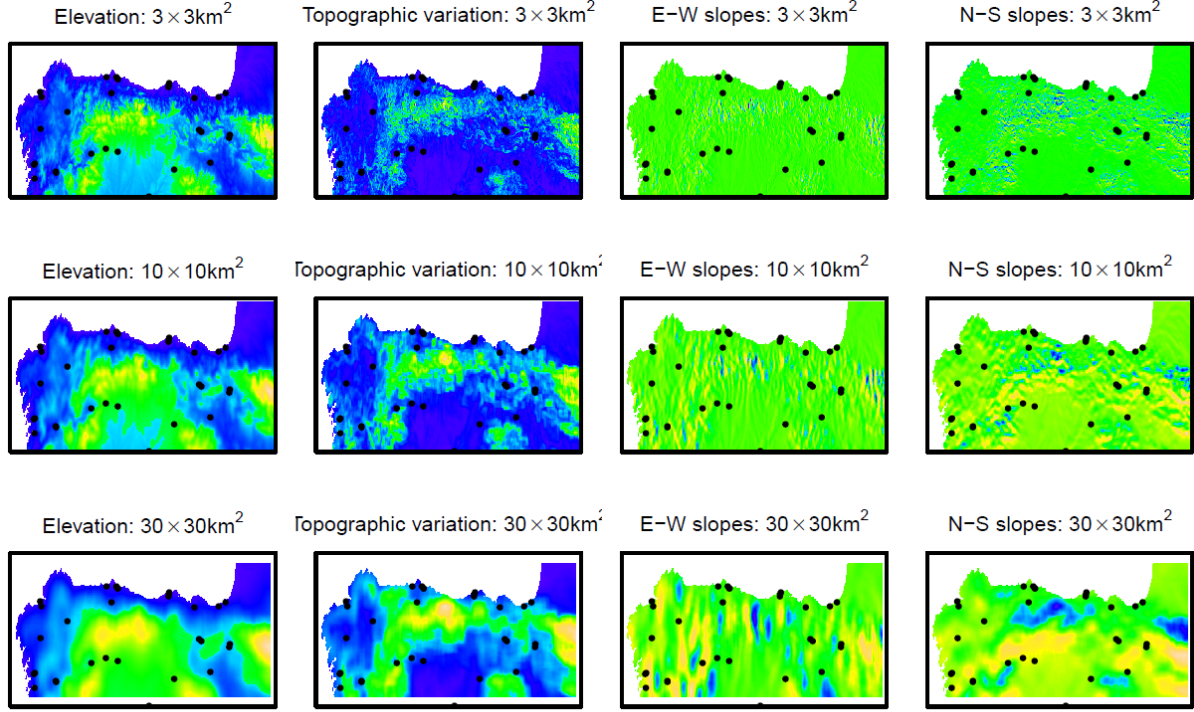 Elevation: 3 × 3km²
Topographic variation: 3 × 3km²
E−W slopes: 3 × 3km²
N−S slopes: 3 × 3km²
Elevation: 10 × 10km²
Topographic variation: 10 × 10km²
E−W slopes: 10 × 10km²
N−S slopes: 10 × 10km²
Elevation: 30 × 30km²
Topographic variation: 30 × 30km²
E−W slopes: 30 × 30km²
N−S slopes: 30 × 30km²